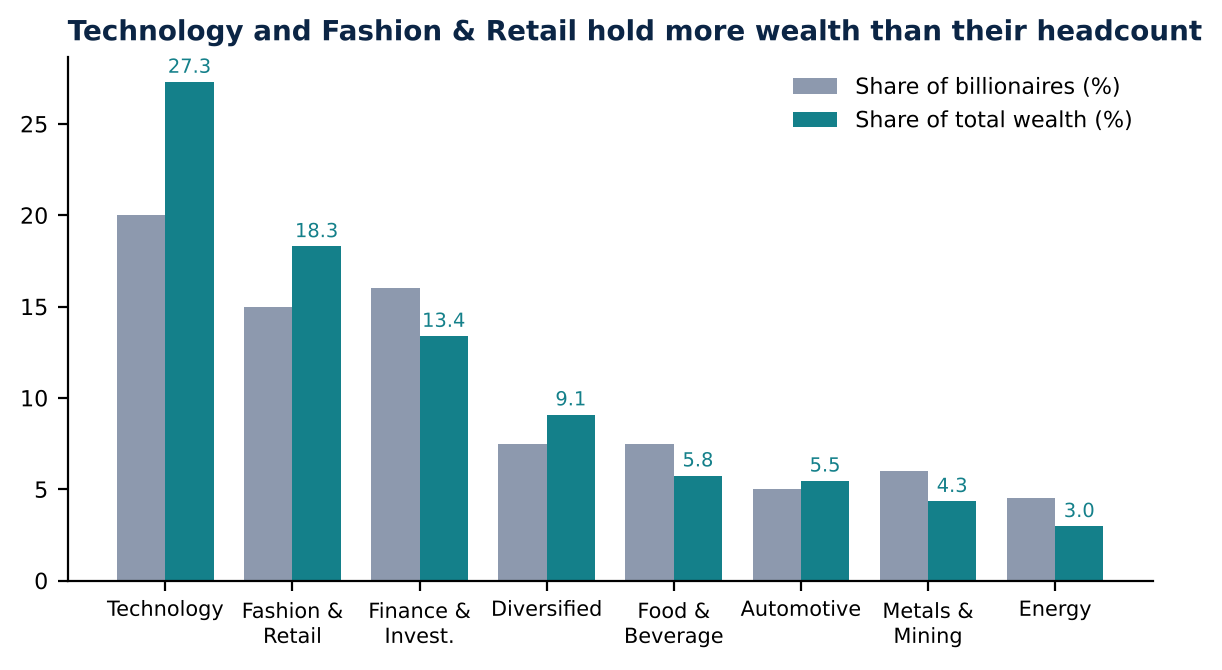 Technology and Fashion & Retail hold more wealth than their headcount
Share of billionaires (%)
Share of total wealth (%)
25
20
15
10
5
0
27.3
18.3
13.4
9.1
5.8
5.5
4.3
3.0
Technology
Fashion &
Retail
Finance &
Invest.
Diversified
Food &
Beverage
Automotive
Metals &
Mining
Energy